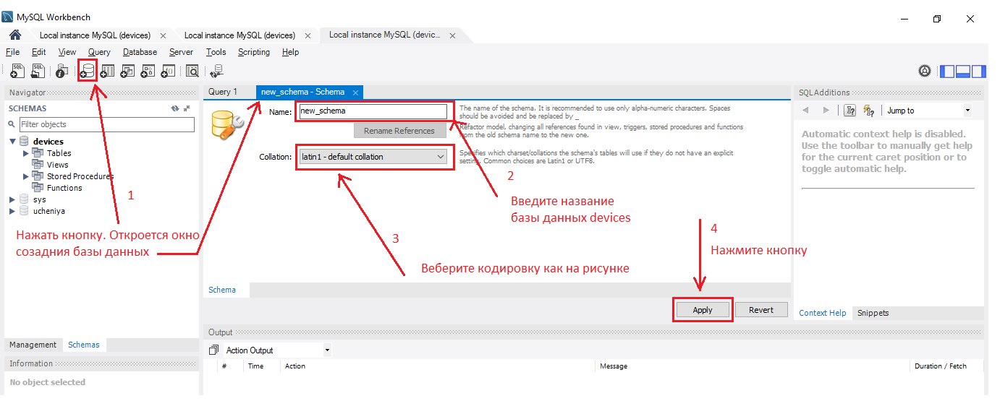 MySQL Workbench
Local instance MySQL (devices) × Local instance MySQL (devices) × Local instance MySQL (devic... ×
File Edit View Query Database Server Tools Scripting Help
Navigator
SCHEMAS
Filter objects
devices
Tables
Views
Stored Procedures
Functions
sys
ucheniya
1
Нажать кнопку. Откроется окно
созадния базы данных
Management Schemas
Information
No object selected
Query 1 new_schema - Schema ×
Name: new_schema
The name of the schema. It is recommended to use only alpha-numeric characters. Spaces
should be avoided and be replaced by _
Rename References
Refactor model, changing all references found in view, triggers, stored procedures and functions
from the old schema name to the new one.
Collation: latin1 - default collation
Specifies which charset/collations the schema's tables will use if they do not have an explicit
setting. Common choices are Latin1 or UTF8.
2
Введите название
базы данных devices
3
Веберите кодировку как на рисунке
4
Нажмите кнопку
Schema
Apply Revert
SQLAdditions
Jump to
Automatic context help is disabled.
Use the toolbar to manually get help
for the current caret position or to
toggle automatic help.
Context Help Snippets
Output
Action Output
# Time Action Message Duration / Fetch